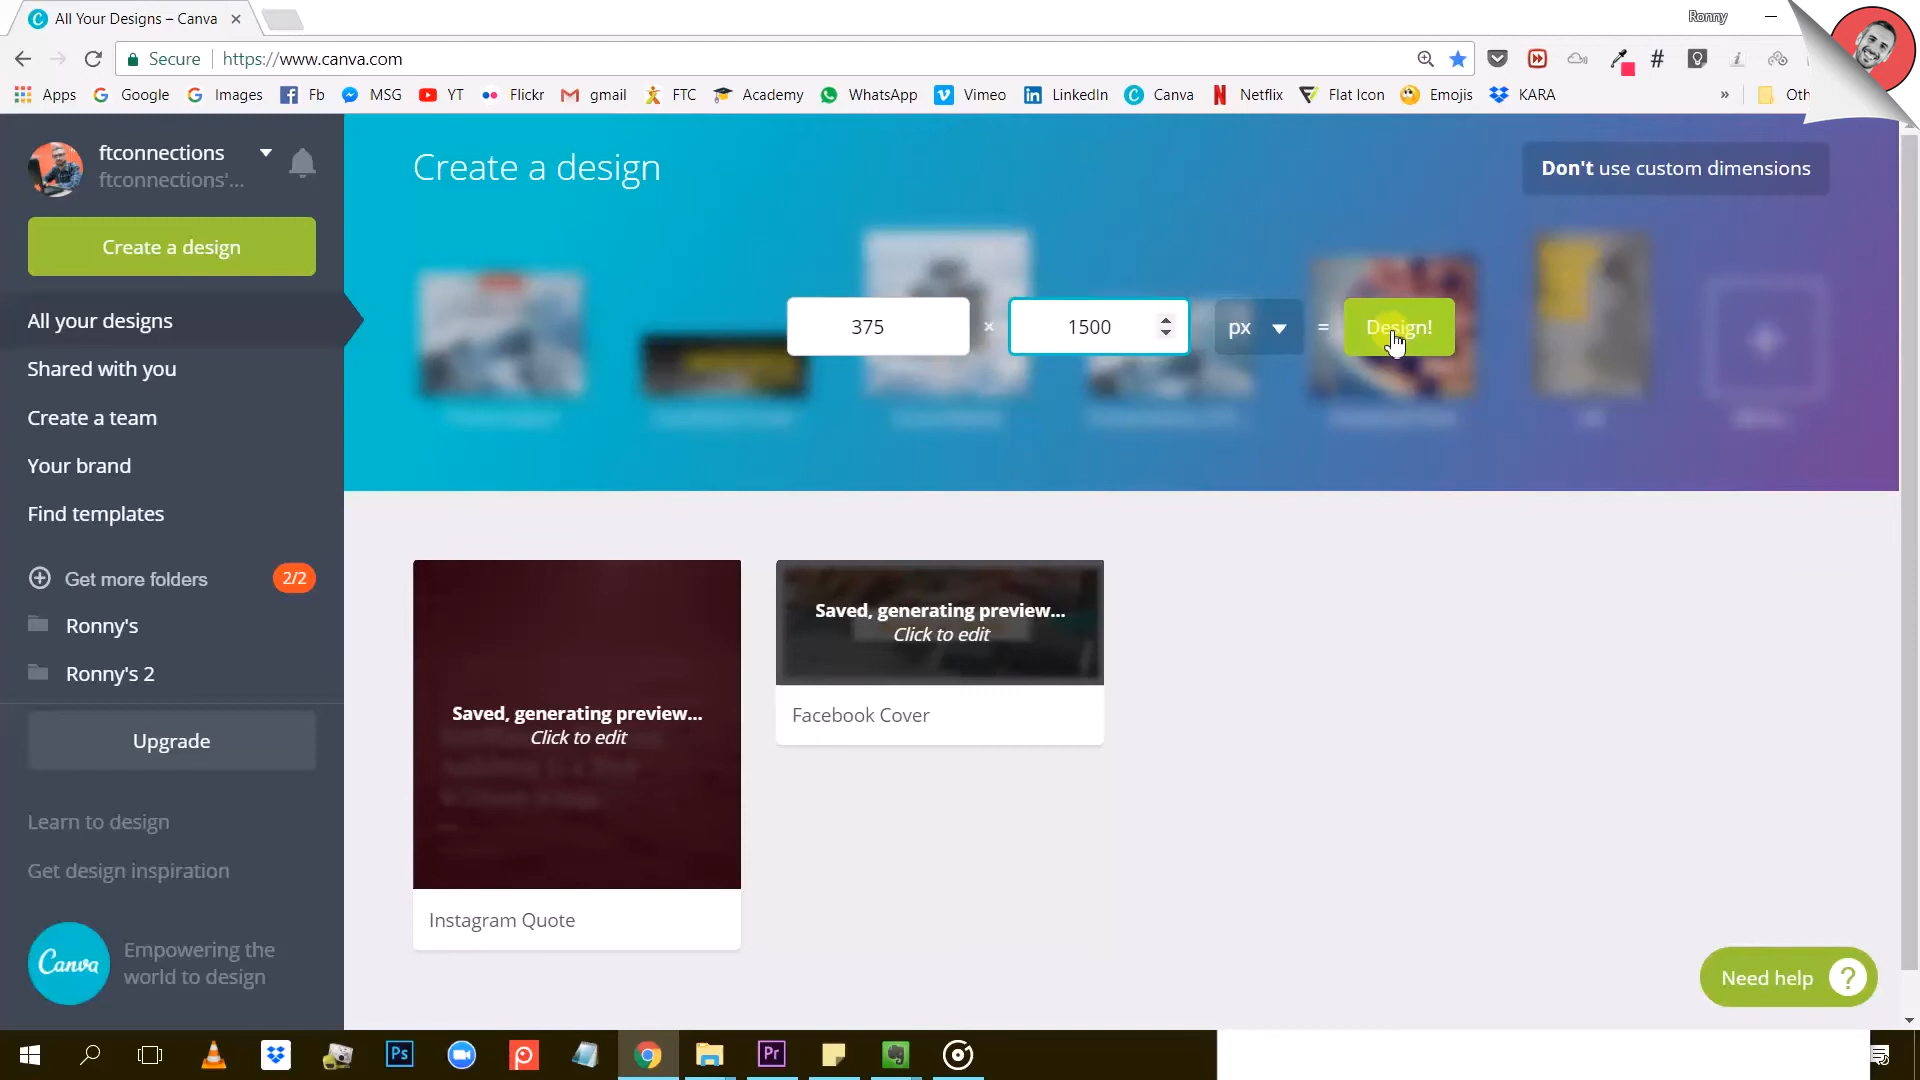 All Your Designs – Canva
Ronny
Secure
https://www.canva.com
Apps
Google
Images
Fb
MSG
YT
Flickr
gmail
FTC
Academy
WhatsApp
Vimeo
LinkedIn
Canva
Netflix
Flat Icon
Emojis
KARA
»
Oth
ftconnections
ftconnections'...
Create a design
All your designs
Shared with you
Create a team
Your brand
Find templates
Get more folders
2/2
Ronny's
Ronny's 2
Upgrade
Learn to design
Get design inspiration
Canva
Empowering the
world to design
Create a design
Don't use custom dimensions
375
×
1500
px
=
Design!
Saved, generating preview...
Click to edit
Instagram Quote
Saved, generating preview...
Click to edit
Facebook Cover
Need help
?
Ps
Pr